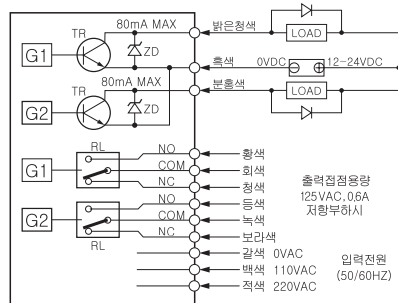 80mA MAX
밝은청색
TR
LOAD
G1
ZD
흑색
0VDC
12-24VDC
80mA MAX
분홍색
TR
LOAD
G2
ZD
RL
NO
황색
G1
COM
회색
NC
청색
출력접점용량
125VAC, 0.6A
저항부하시
NO
등색
G2
COM
녹색
NC
보라색
RL
갈색 0VAC
입력전원
백색 110VAC
(50/60HZ)
적색 220VAC